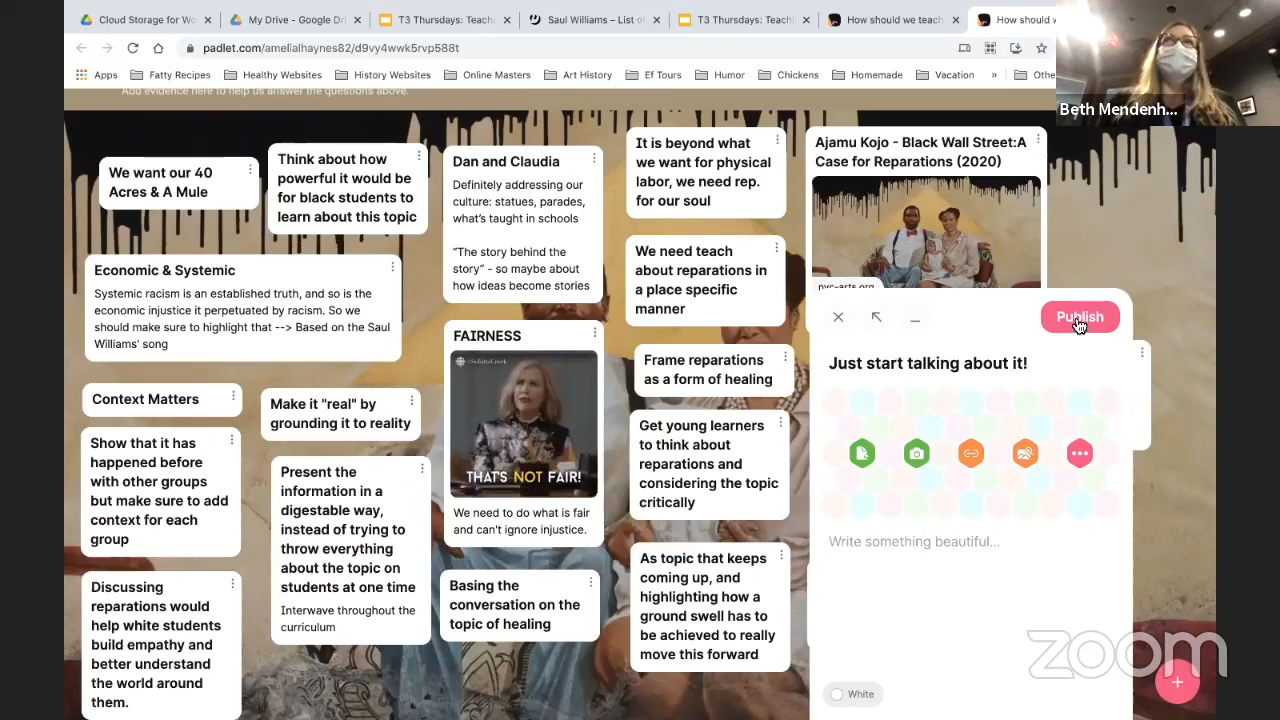 Cloud Storage for Wo
My Drive - Google Dri
T3 Thursdays: Teachi
Saul Williams – List of
T3 Thursdays: Teachi
How should we teach
How should w
padlet.com/amelialhaynes82/d9vy4wwk5rvp588t
Apps
Fatty Recipes
Healthy Websites
History Websites
Online Masters
Art History
Ef Tours
Humor
Chickens
Homemade
Vacation
»
Othe
Beth Mendenh...
Add evidence here to help us answer the questions above.
We want our 40
Acres & A Mule
Think about how
powerful it would be
for black students to
learn about this topic
Economic & Systemic
Systemic racism is an established truth, and so is the
economic injustice it perpetuated by racism. So we
should make sure to highlight that --> Based on the Saul
Williams' song
Context Matters
Show that it has
happened before
with other groups
but make sure to add
context for each
group
Discussing
reparations would
help white students
build empathy and
better understand
the world around
them.
Make it "real" by
grounding it to reality
Present the
information in a
digestable way,
instead of trying to
throw everything
about the topic on
students at one time
Interwave throughout the
curriculum
Dan and Claudia
Definitely addressing our
culture: statues, parades,
what's taught in schools
"The story behind the
story" - so maybe about
how ideas become stories
FAIRNESS
@SchittsCreek
THAT'S NOT FAIR!
We need to do what is fair
and can't ignore injustice.
Basing the
conversation on the
topic of healing
It is beyond what
we want for physical
labor, we need rep.
for our soul
We need teach
about reparations in
a place specific
manner
Frame reparations
as a form of healing
Get young learners
to think about
reparations and
considering the topic
critically
As topic that keeps
coming up, and
highlighting how a
ground swell has to
be achieved to really
move this forward
Ajamu Kojo - Black Wall Street:A
Case for Reparations (2020)
nyc-arts.org
Publish
Just start talking about it!
Write something beautiful...
White
zoom